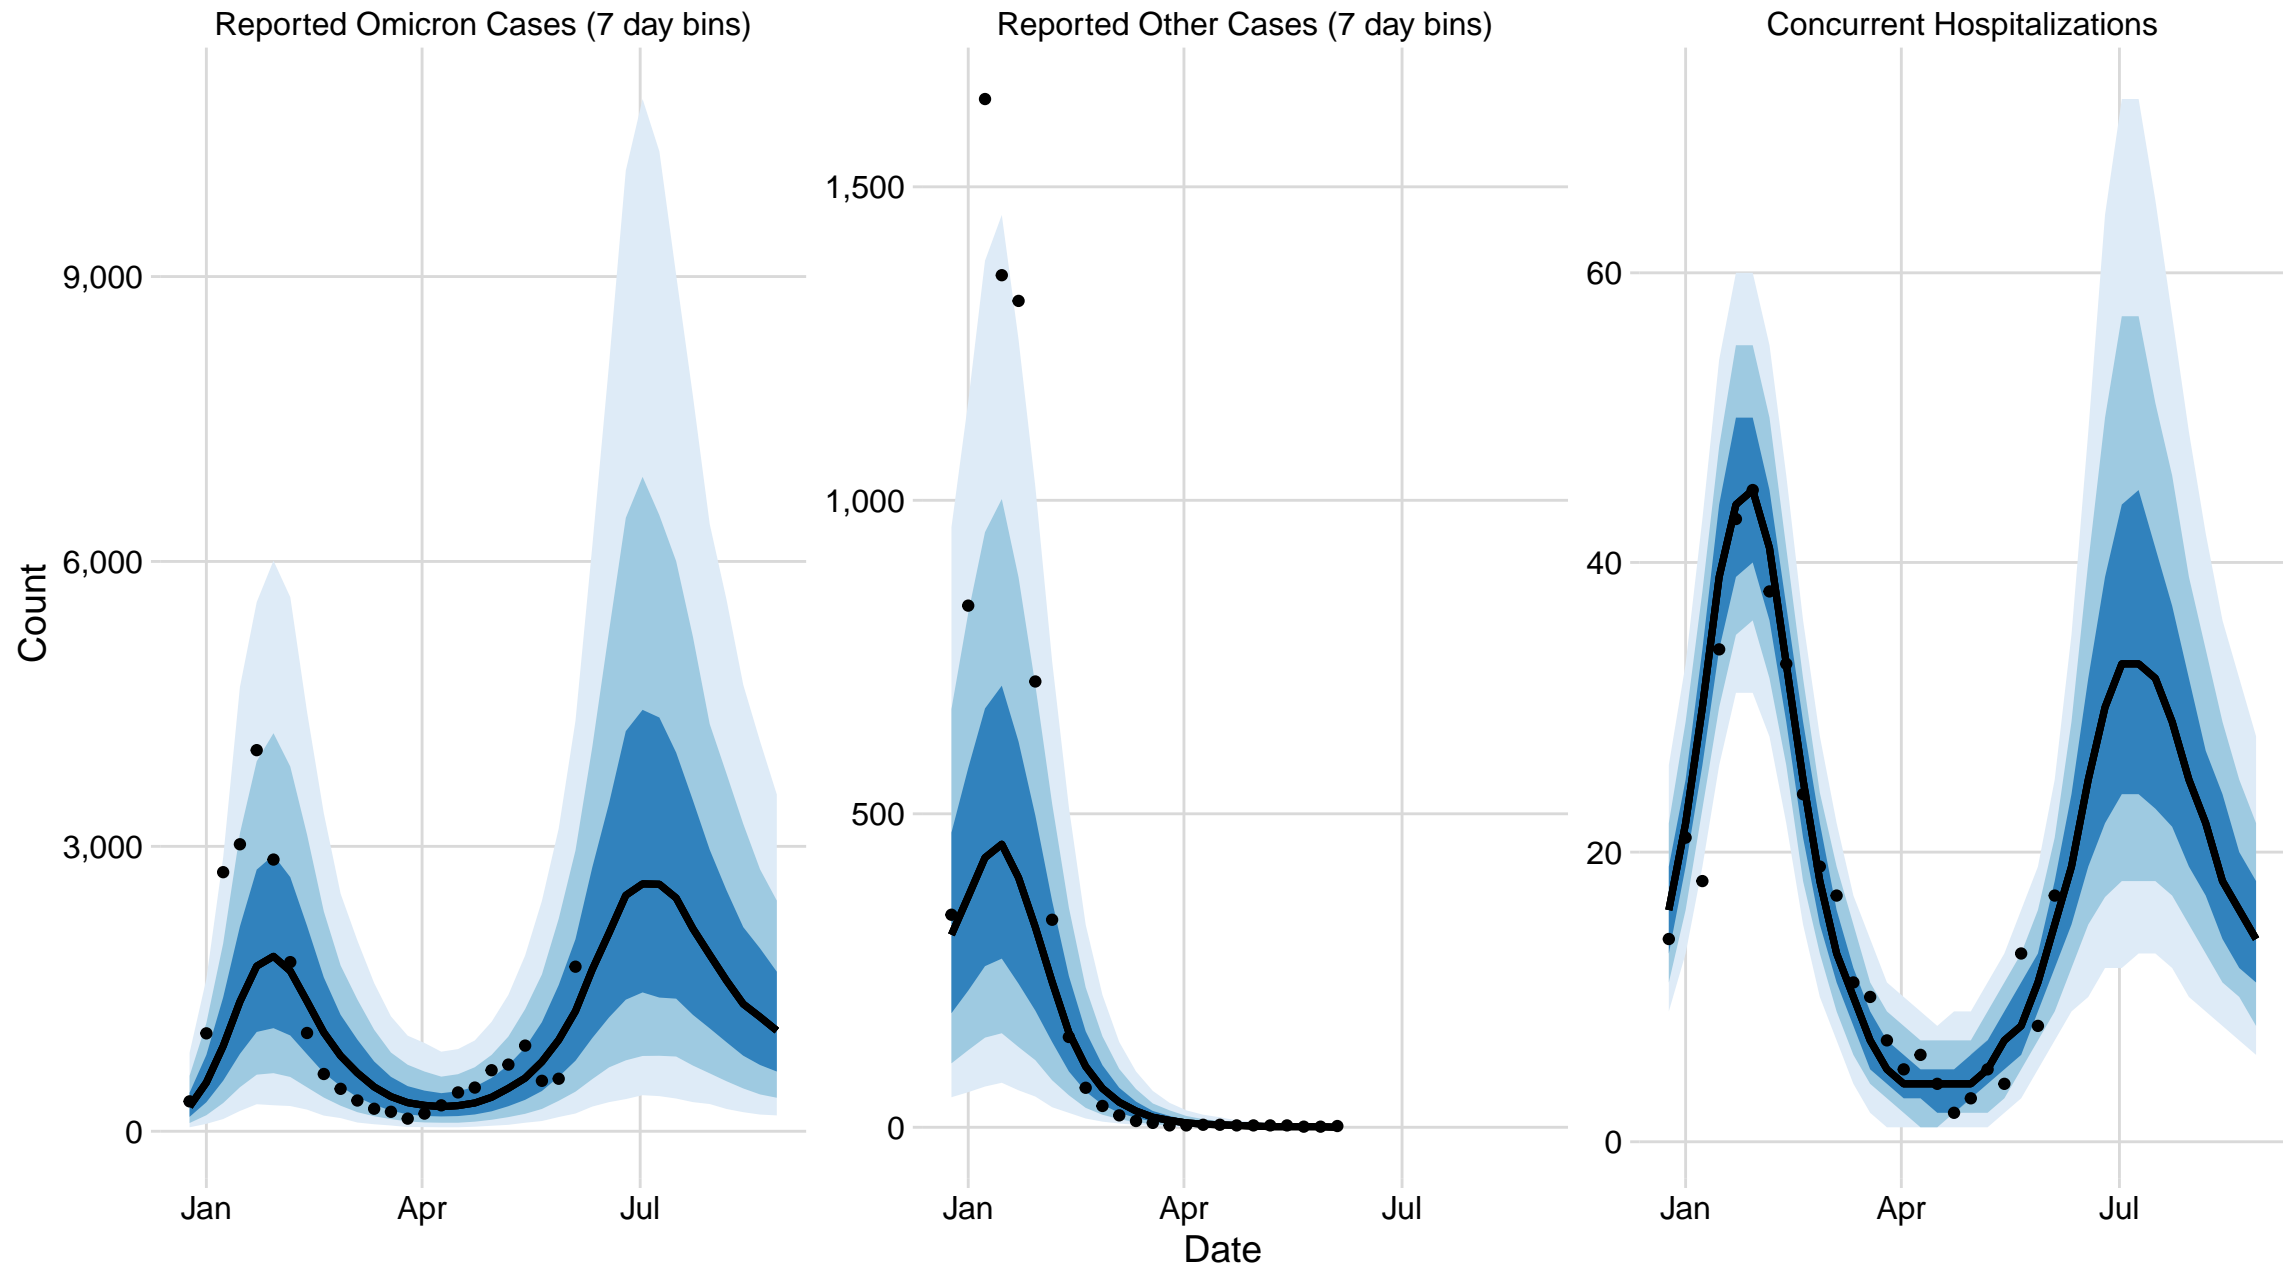 Reported Omicron Cases (7 day bins)
Reported Other Cases (7 day bins)
Concurrent Hospitalizations
Count
9,000
6,000
3,000
0
1,500
1,000
500
0
60
40
20
0
Jan Apr Jul
Jan Apr Jul
Jan Apr Jul
Date